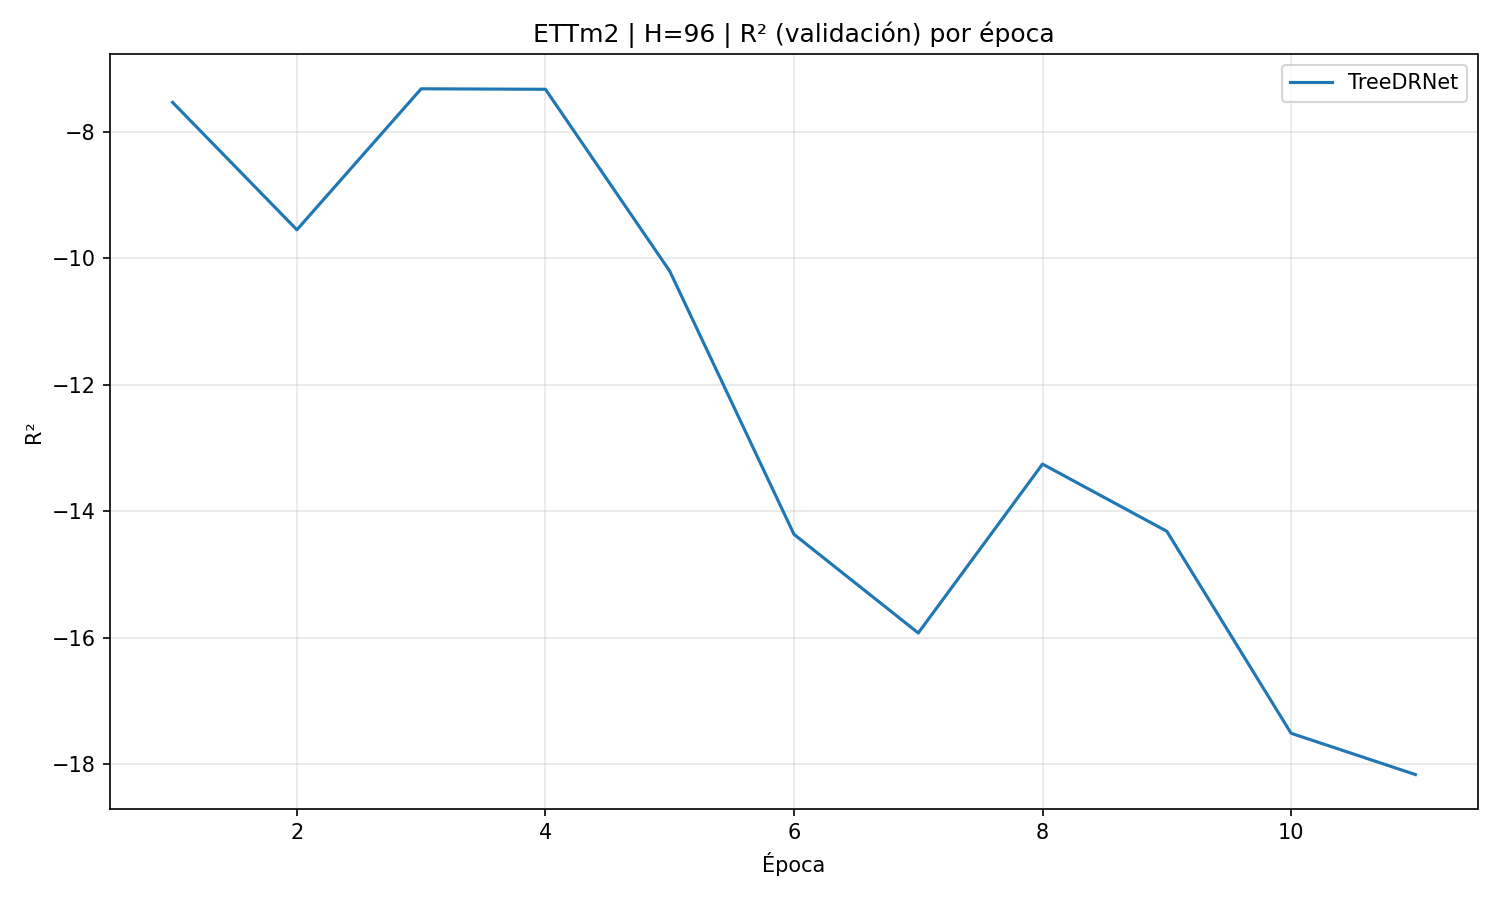 ETTm2 | H=96 | R² (validación) por época
TreeDRNet
−8
−10
−12
−14
−16
−18
R²
2 4 6 8 10
Época